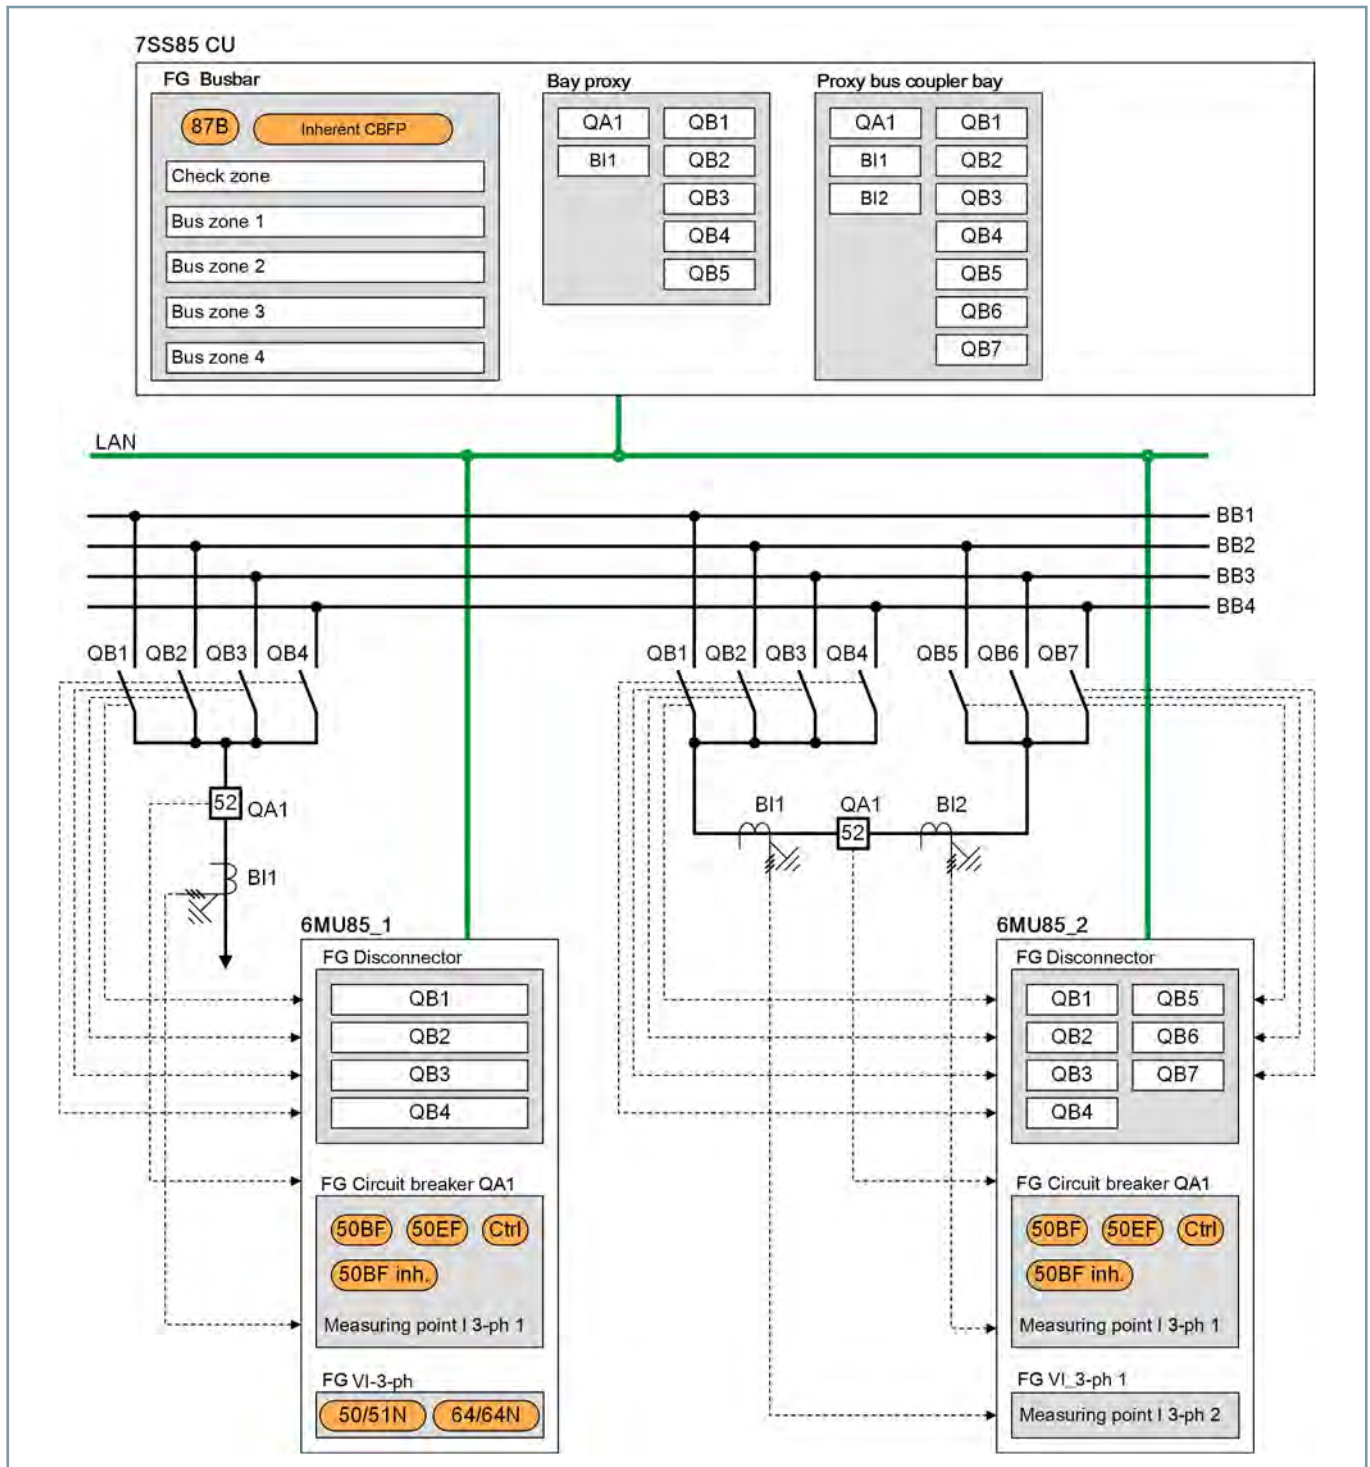 7SS85 CU
FG Busbar
87B
Inherent CBFP
Check zone
Bus zone 1
Bus zone 2
Bus zone 3
Bus zone 4
Bay proxy
QA1
QB1
BI1
QB2
QB3
QB4
QB5
Proxy bus coupler bay
QA1
QB1
BI1
QB2
BI2
QB3
QB4
QB5
QB6
QB7
LAN
BB1
BB2
BB3
BB4
QB1 QB2 QB3 QB4
QB1 QB2 QB3 QB4 QB5 QB6 QB7
52 QA1
BI1
BI1 QA1 BI2
52
6MU85_1
FG Disconnector
QB1
QB2
QB3
QB4
FG Circuit breaker QA1
50BF 50EF Ctrl
50BF inh.
Measuring point I 3-ph 1
FG VI-3-ph
50/51N 64/64N
6MU85_2
FG Disconnector
QB1 QB5
QB2 QB6
QB3 QB7
QB4
FG Circuit breaker QA1
50BF 50EF Ctrl
50BF inh.
Measuring point I 3-ph 1
FG VI_3-ph 1
Measuring point I 3-ph 2